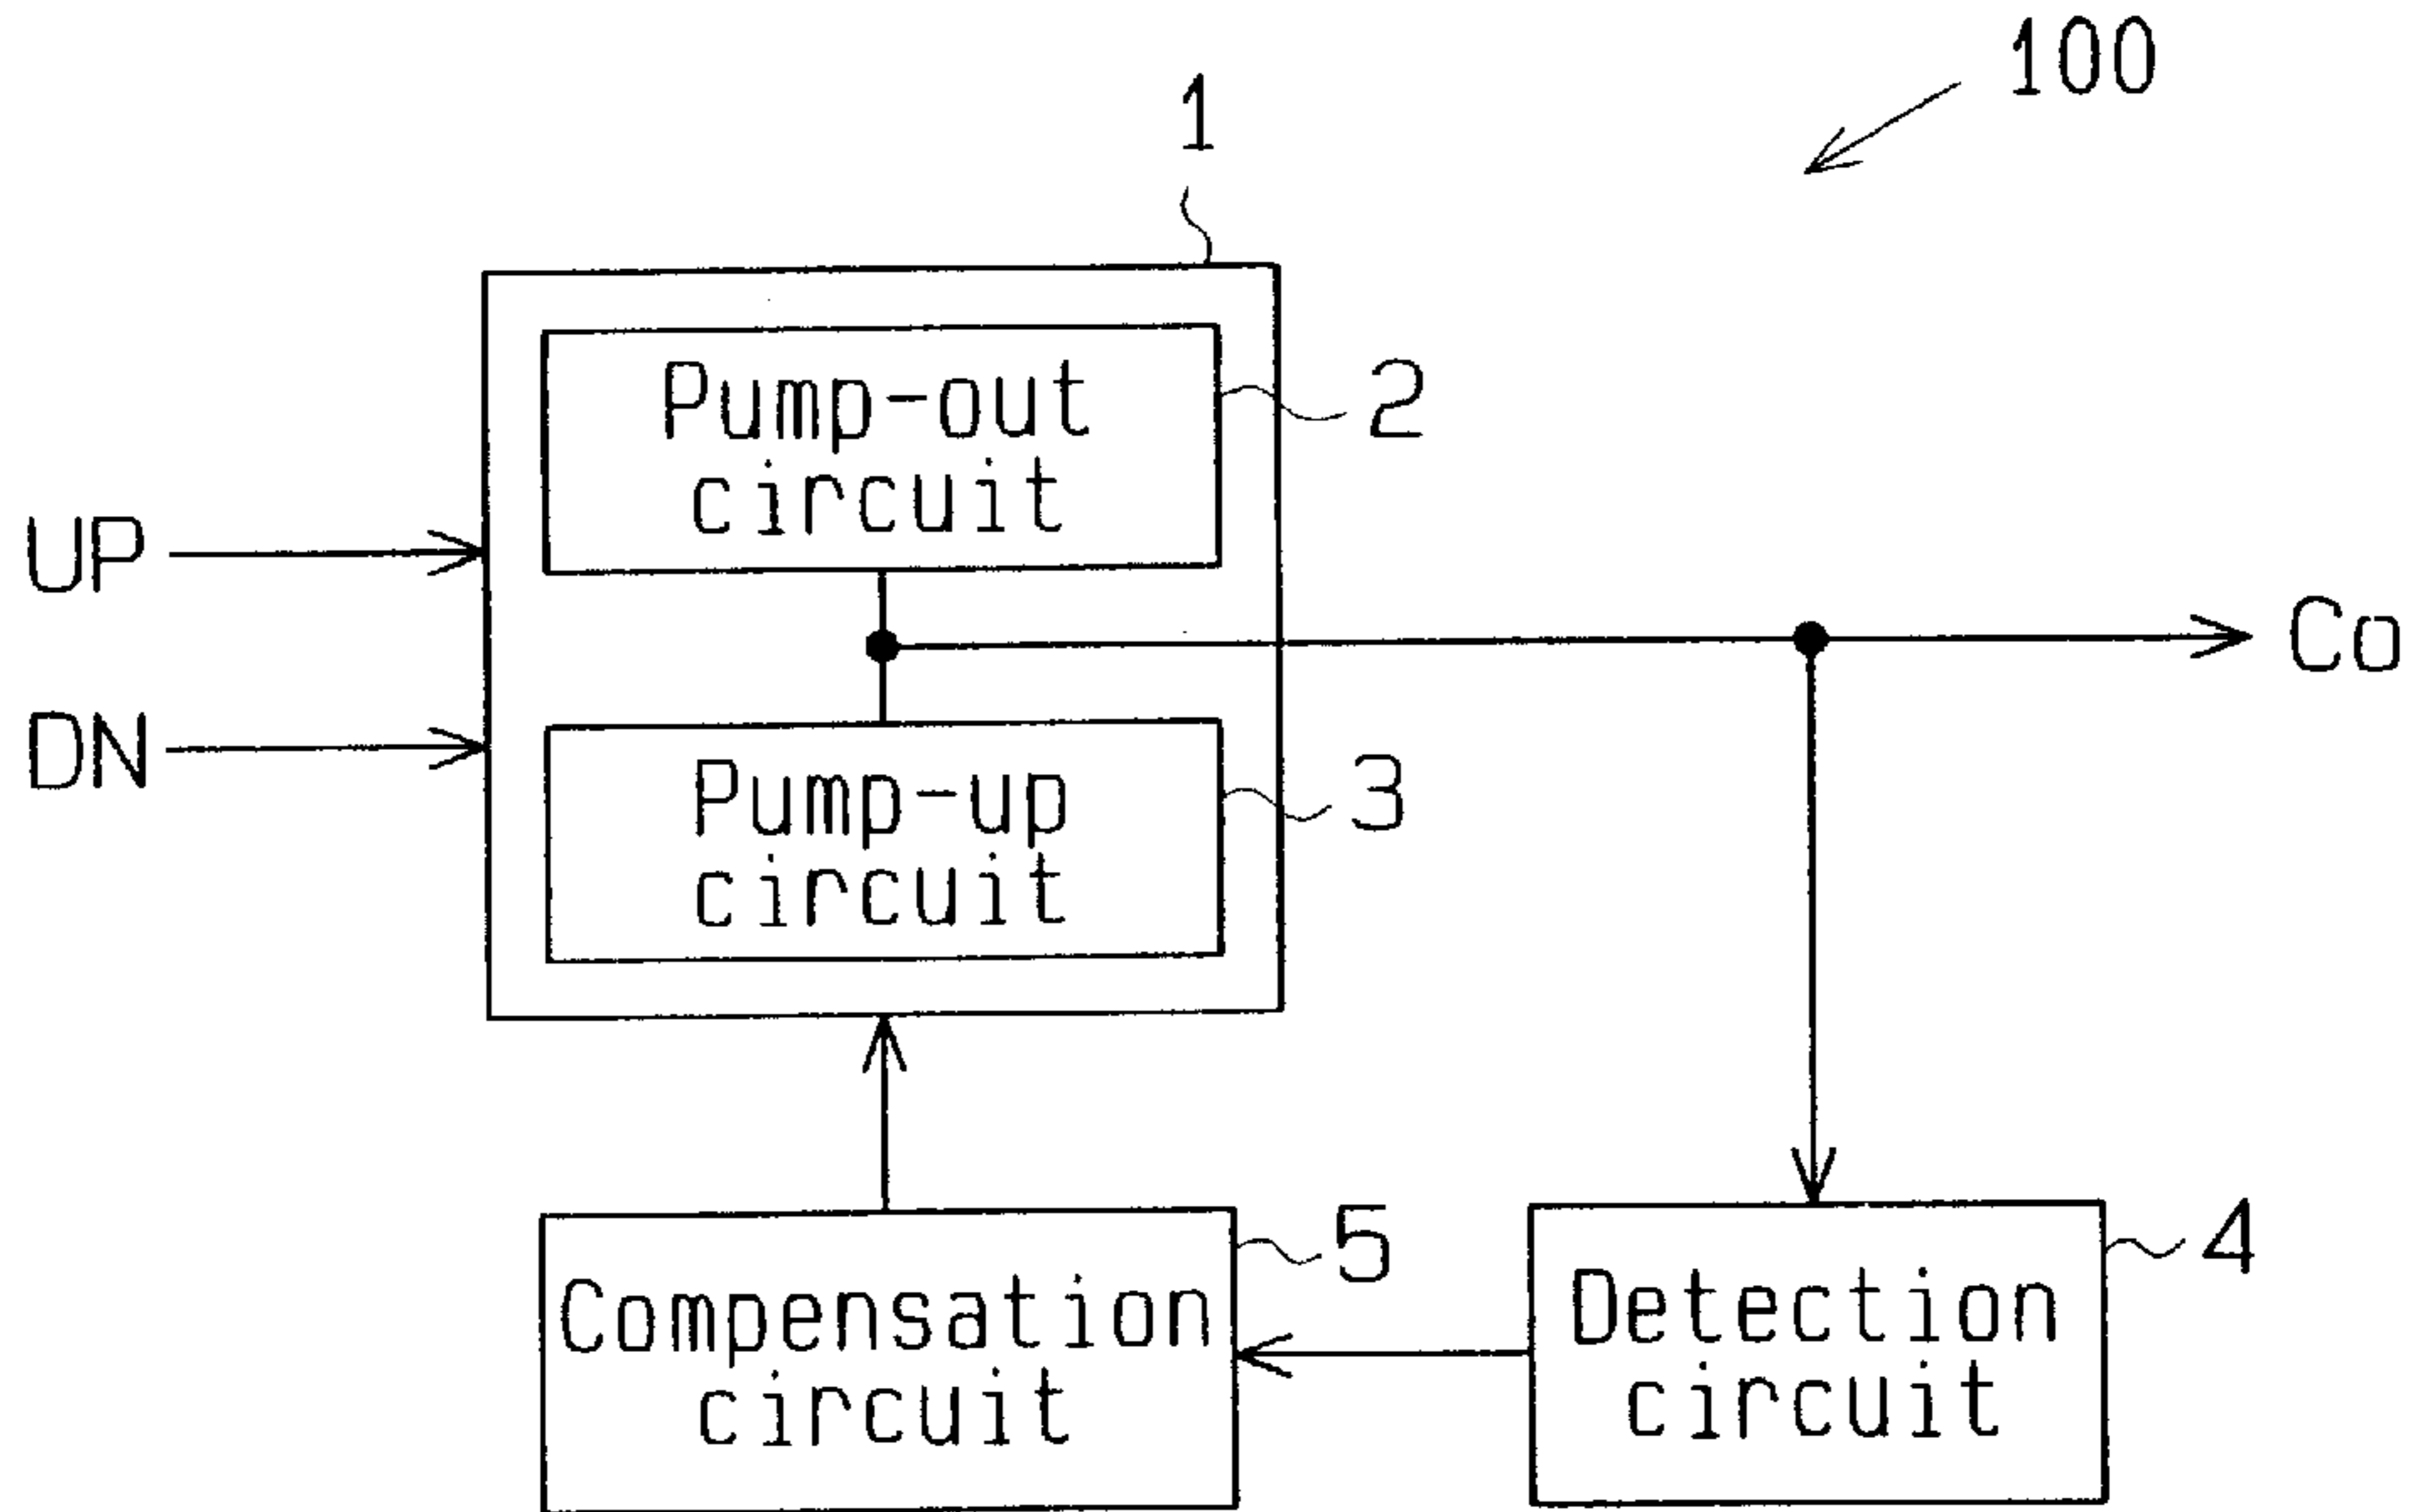 100
1
Pump-out
circuit
2
UP
Co
DN
Pump-up
circuit
3
Compensation
circuit
5
Detection
circuit
4